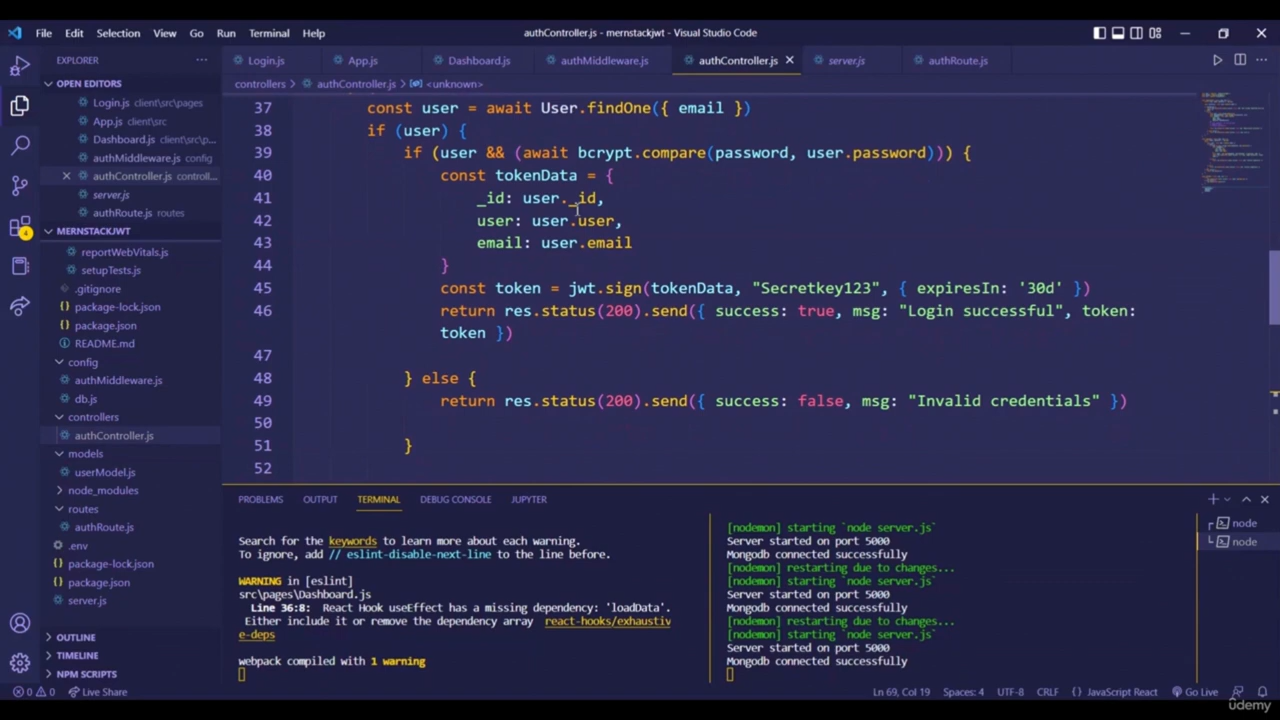 File Edit Selection View Go Run Terminal Help authController.js - mernstackjwt - Visual Studio Code
EXPLORER ...
Login.js App.js Dashboard.js authMiddleware.js authController.js server.js authRoute.js
controllers > authController.js > <unknown>
OPEN EDITORS
Login.js client\src\pages
App.js client\src
Dashboard.js client\src\p...
authMiddleware.js config
authController.js controll...
server.js
authRoute.js routes
MERNSTACKJWT
reportWebVitals.js
setupTests.js
.gitignore
package-lock.json
package.json
README.md
config
authMiddleware.js
db.js
controllers
authController.js
models
userModel.js
node_modules
routes
authRoute.js
.env
package-lock.json
package.json
server.js
OUTLINE
TIMELINE
NPM SCRIPTS
4
37 const user = await User.findOne({ email })
38 if (user) {
39 if (user && (await bcrypt.compare(password, user.password))) {
40 const tokenData = {
41 _id: user._id,
42 user: user.user,
43 email: user.email
44 }
45 const token = jwt.sign(tokenData, "Secretkey123", { expiresIn: '30d' })
46 return res.status(200).send({ success: true, msg: "Login successful", token:
token })
47
48 } else {
49 return res.status(200).send({ success: false, msg: "Invalid credentials" })
50
51 }
52
PROBLEMS OUTPUT TERMINAL DEBUG CONSOLE JUPYTER
Search for the keywords to learn more about each warning.
To ignore, add // eslint-disable-next-line to the line before.
WARNING in [eslint]
src\pages\Dashboard.js
Line 36:8: React Hook useEffect has a missing dependency: 'loadData'.
Either include it or remove the dependency array react-hooks/exhaustiv
e-deps
webpack compiled with 1 warning
[nodemon] starting `node server.js`
Server started on port 5000
Mongodb connected successfully
[nodemon] restarting due to changes...
[nodemon] starting `node server.js`
Server started on port 5000
Mongodb connected successfully
[nodemon] restarting due to changes...
[nodemon] starting `node server.js`
Server started on port 5000
Mongodb connected successfully
node
node
0 0 Live Share Ln 69, Col 19 Spaces: 4 UTF-8 CRLF {} JavaScript React Go Live
udemy